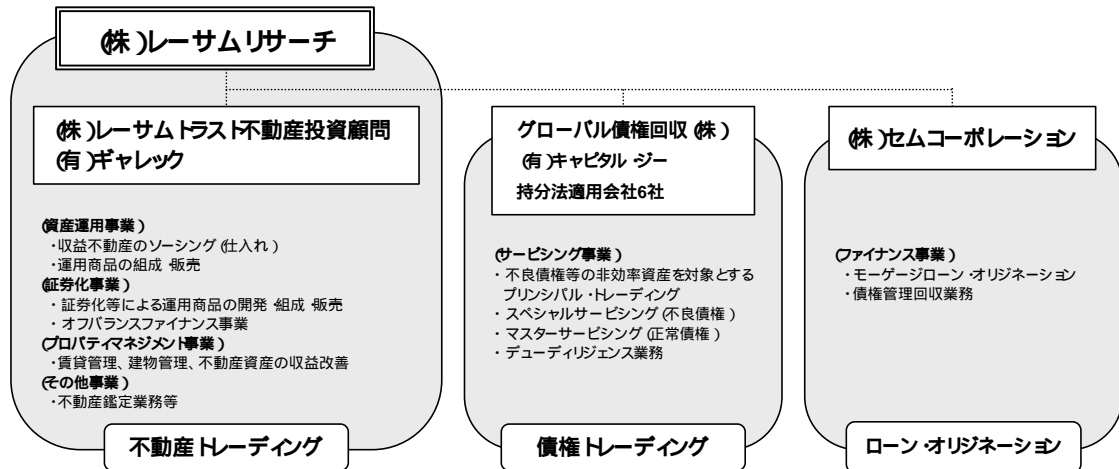 (株)レーサムリサーチ
(株)レーサムトラスト不動産投資顧問
(有)ギャレック
(資産運用事業)
・収益不動産のソーシング(仕入れ)
・運用商品の組成・販売
(証券化事業)
・証券化等による運用商品の開発・組成・販売
・オフバランスファイナンス事業
(プロパティマネジメント事業)
・賃貸管理、建物管理、不動産資産の収益改善
(その他事業)
・不動産鑑定業務等
不動産トレーディング
グローバル債権回収(株)
(有)キャピタル・ジー
持分法適用会社6社
(サービシング事業)
・不良債権等の非効率資産を対象とする
プリンシパル・トレーディング
・スペシャルサービシング(不良債権)
・マスターサービシング(正常債権)
・デューディリジェンス業務
債権トレーディング
(株)セムコーポレーション
(ファイナンス事業)
・モーゲージローン・オリジネーション
・債権管理回収業務
ローン・オリジネーション